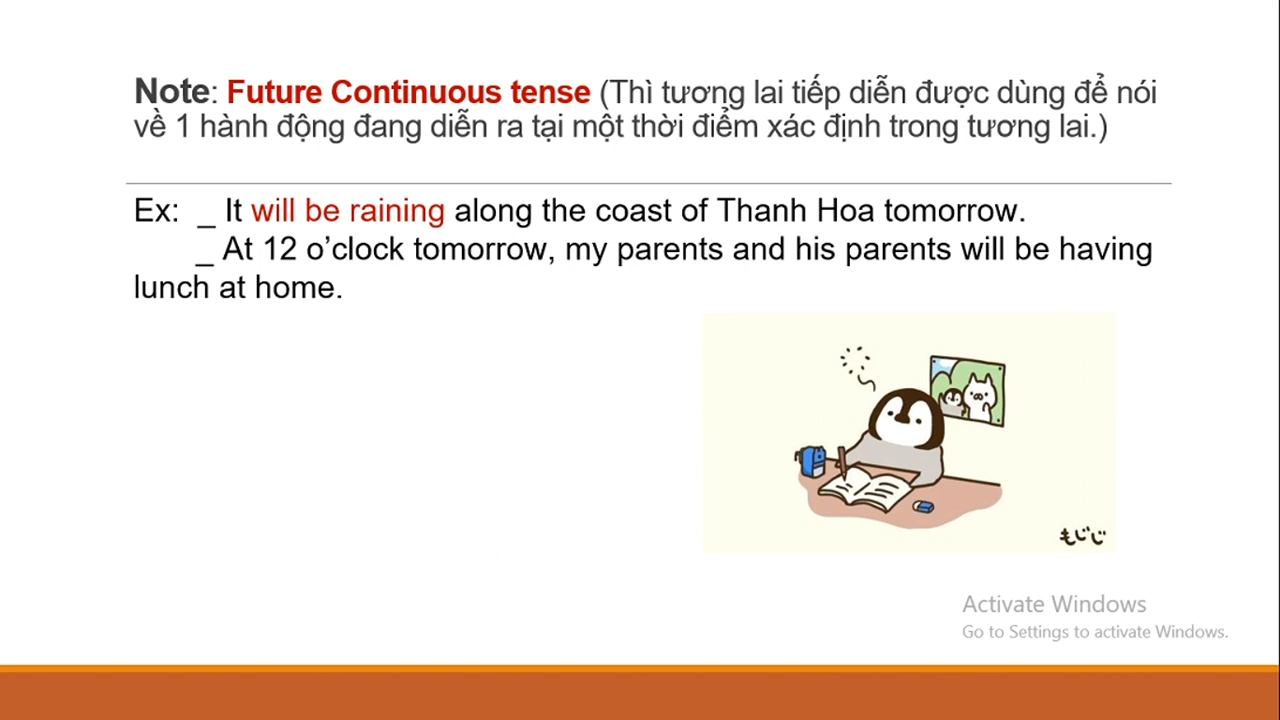 Note: Future Continuous tense (Thì tương lai tiếp diễn được dùng để nói
về 1 hành động đang diễn ra tại một thời điểm xác định trong tương lai.)
Ex: _ It will be raining along the coast of Thanh Hoa tomorrow.
_ At 12 o’clock tomorrow, my parents and his parents will be having
lunch at home.
もじじ
Activate Windows
Go to Settings to activate Windows.